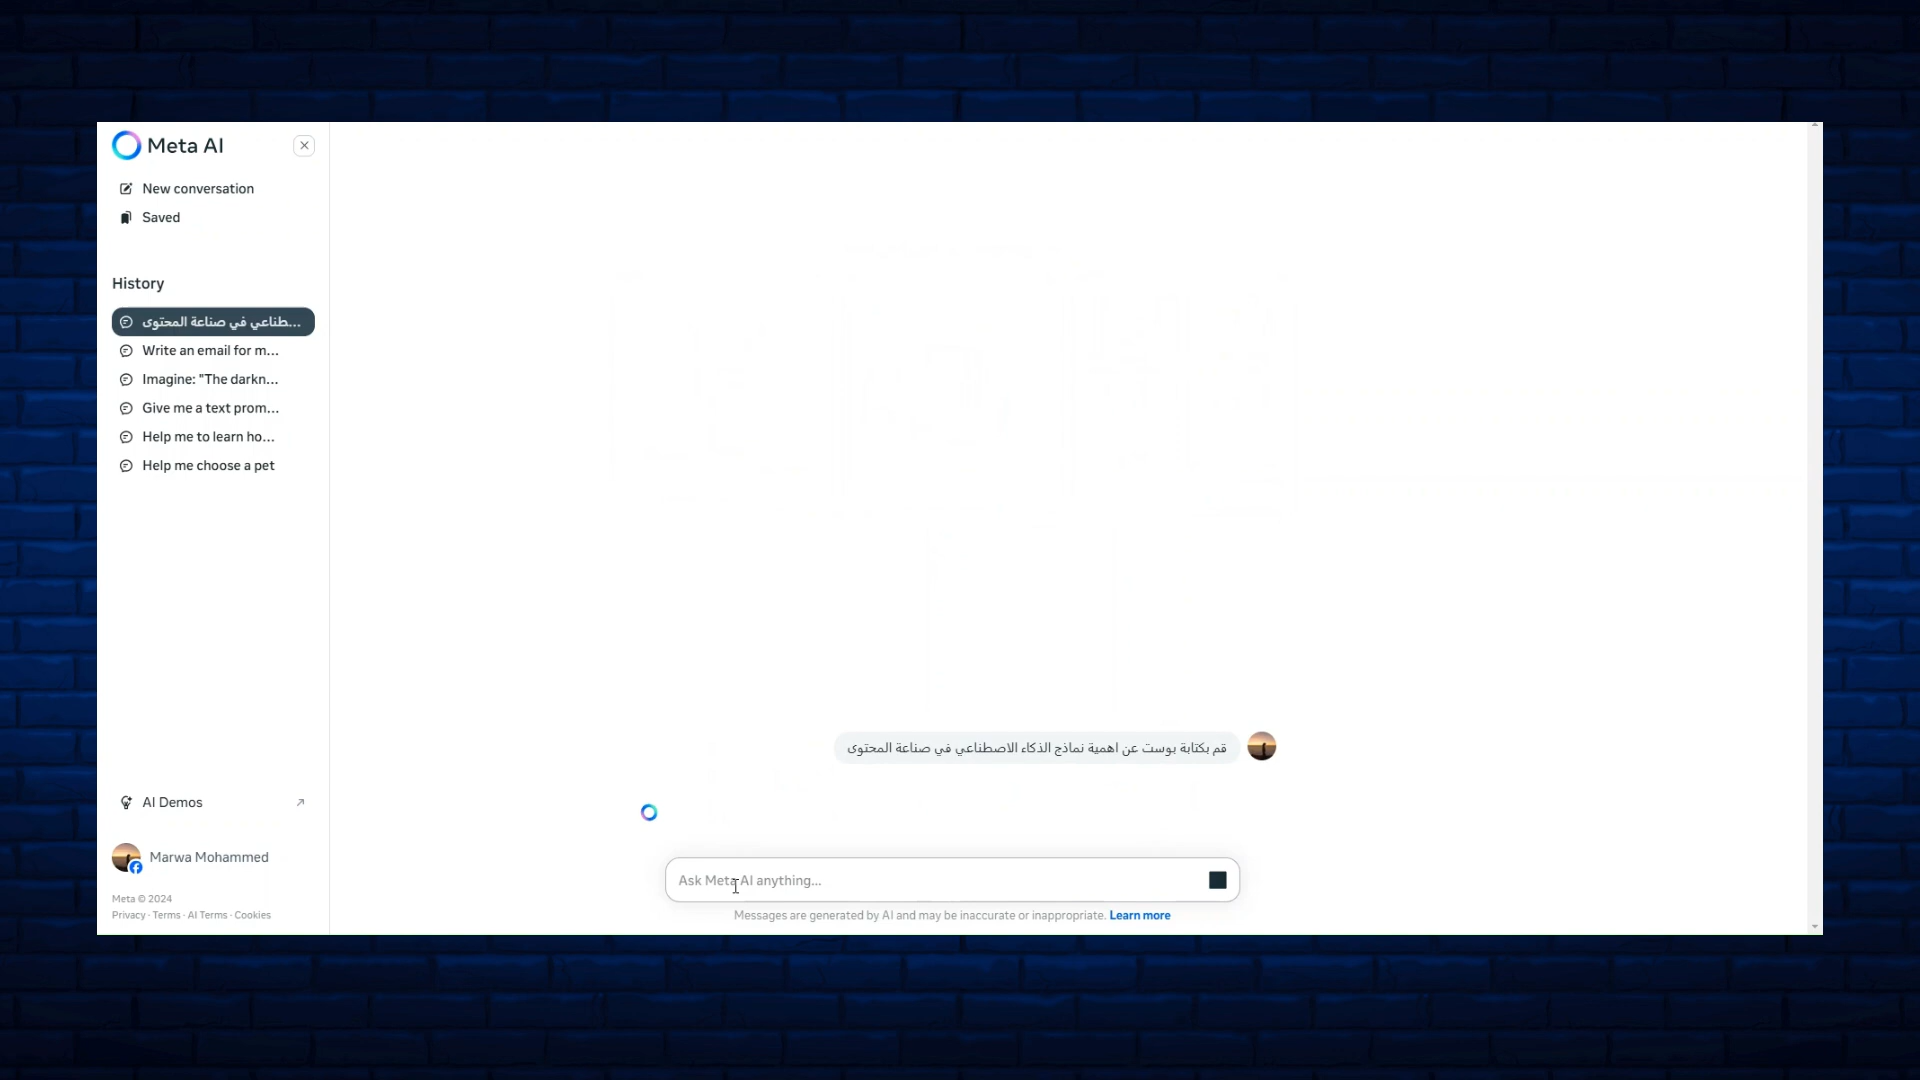 Meta AI
New conversation
Saved
History
...طناعي في صناعة المحتوى
Write an email for m...
Imagine: "The darkn...
Give me a text prom...
Help me to learn ho...
Help me choose a pet
قم بكتابة بوست عن اهمية نماذج الذكاء الاصطناعي في صناعة المحتوى
AI Demos
Marwa Mohammed
Meta © 2024
Privacy · Terms · AI Terms · Cookies
Ask Meta AI anything...
Messages are generated by AI and may be inaccurate or inappropriate. Learn more